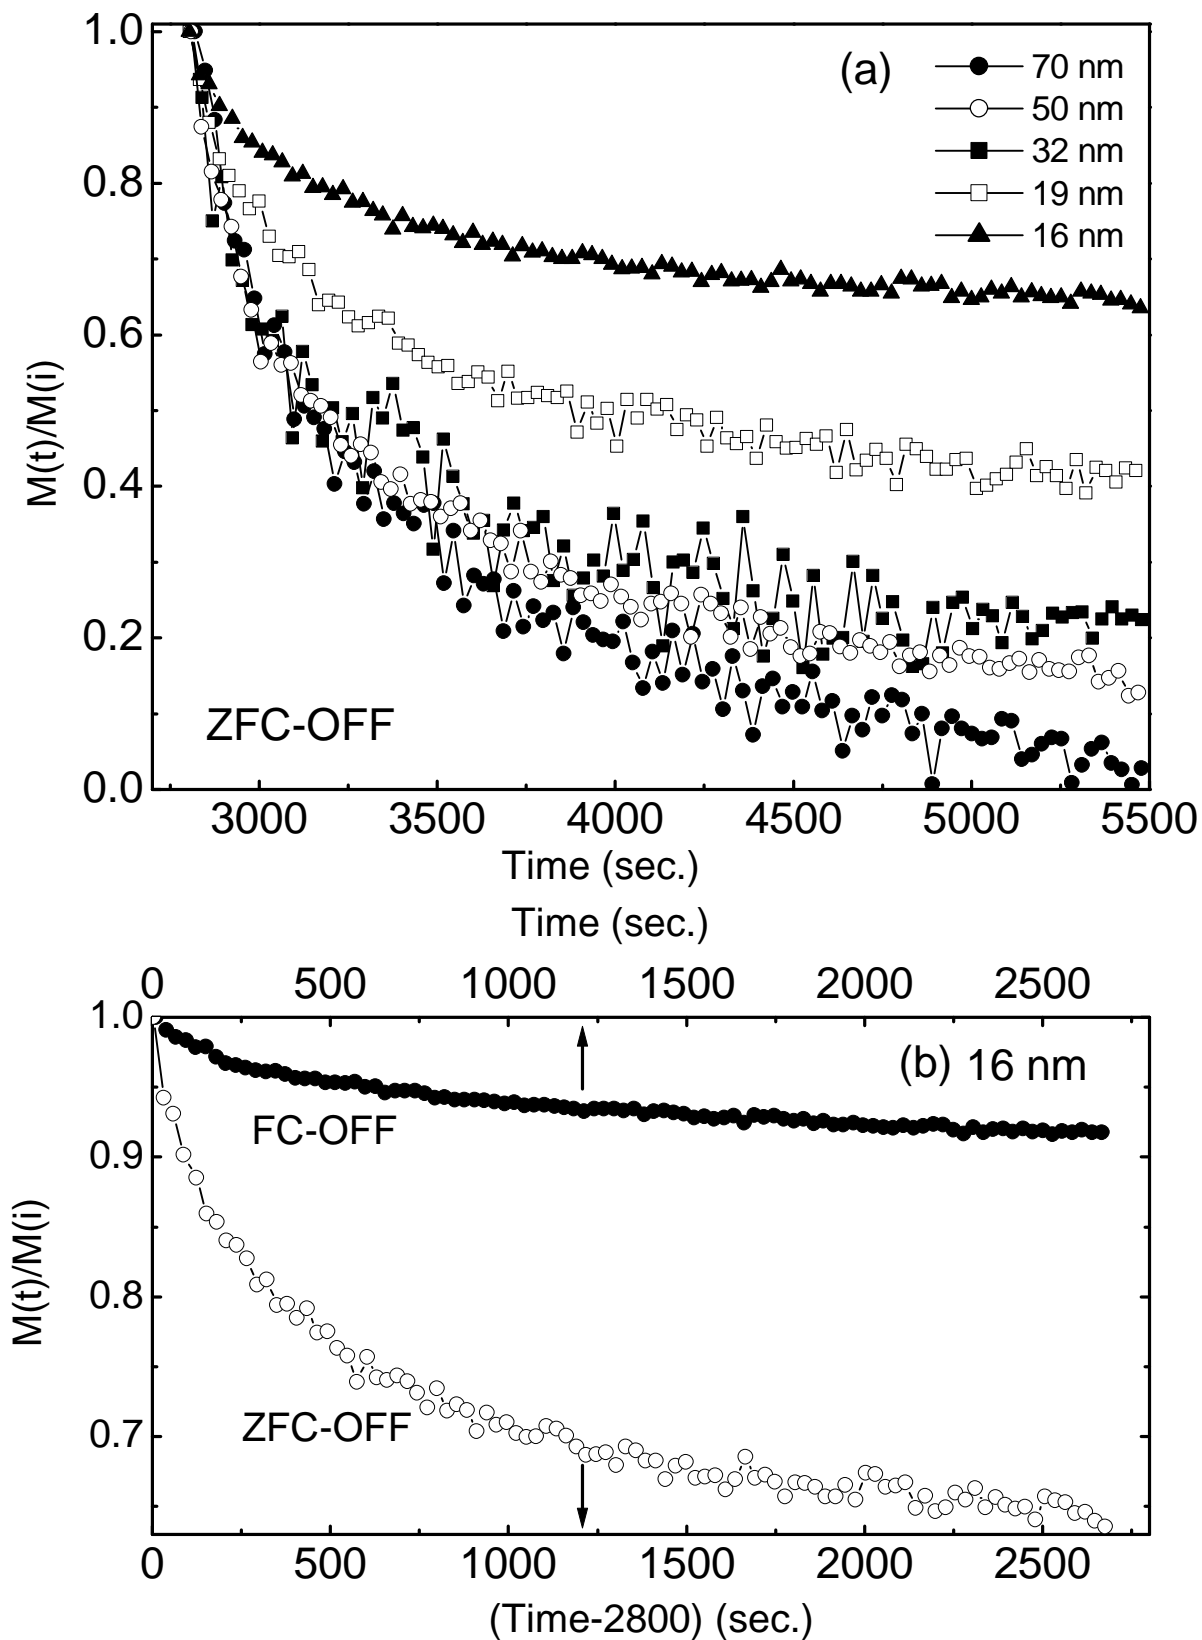 1.0
(a)
70 nm
50 nm
32 nm
19 nm
16 nm
0.8
0.6
M(t)/M(i)
0.4
0.2
ZFC-OFF
0.0
3000 3500 4000 4500 5000 5500
Time (sec.)
Time (sec.)
0 500 1000 1500 2000 2500
1.0
(b) 16 nm
FC-OFF
0.9
M(t)/M(i)
0.8
ZFC-OFF
0.7
0 500 1000 1500 2000 2500
(Time-2800) (sec.)